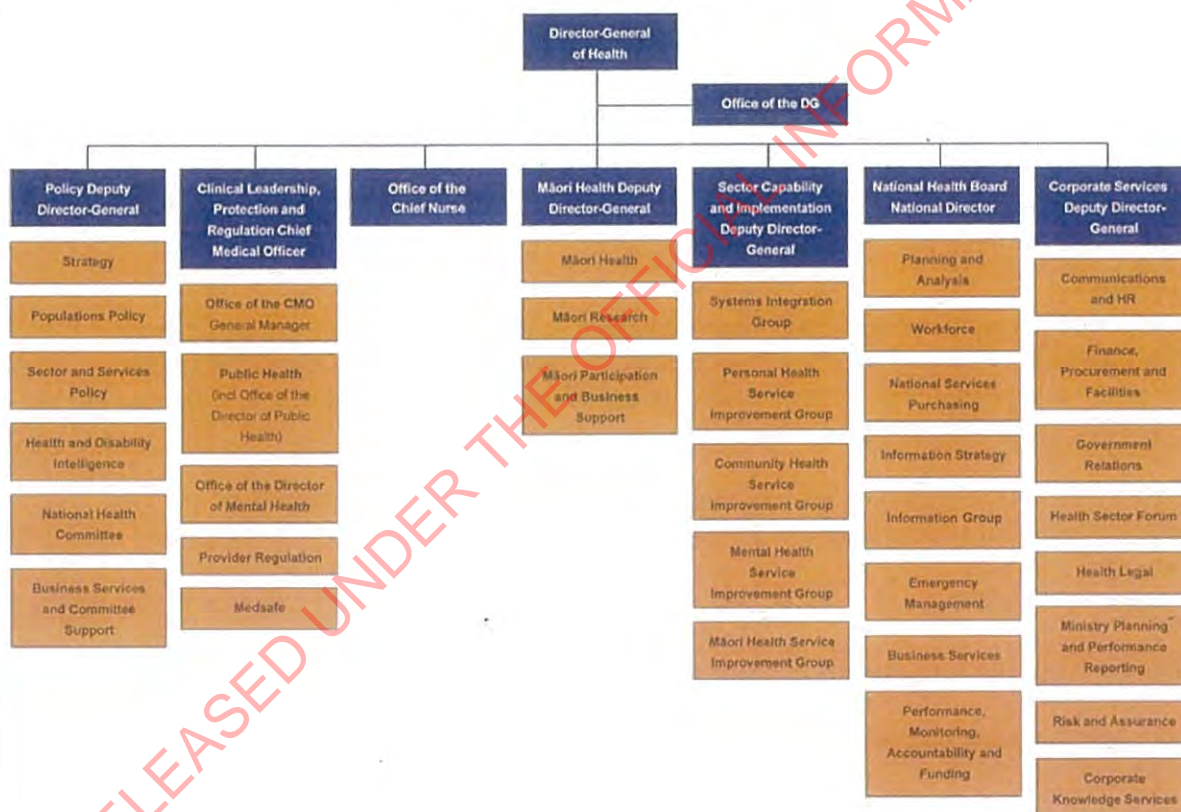 Director-General
of Health
Office of the DG
Policy Deputy
Director-General
Strategy
Populations Policy
Sector and Services
Policy
Health and Disability
Intelligence
National Health
Committee
Business Services
and Committee
Support
Clinical Leadership,
Protection and
Regulation Chief
Medical Officer
Office of the CMO
General Manager
Public Health
(incl Office of the
Director of Public
Health)
Office of the Director
of Mental Health
Provider Regulation
Medsafe
Office of the
Chief Nurse
Māori Health Deputy
Director-General
Māori Health
Māori Research
Māori Participation
and Business
Support
Sector Capability
and Implementation
Deputy Director-
General
Systems Integration
Group
Personal Health
Service
Improvement Group
Community Health
Service
Improvement Group
Mental Health
Service
Improvement Group
Māori Health Service
Improvement Group
National Health Board
National Director
Planning and
Analysis
Workforce
National Services
Purchasing
Information Strategy
Information Group
Emergency
Management
Business Services
Performance,
Monitoring,
Accountability and
Funding
Corporate Services
Deputy Director-
General
Communications
and HR
Finance,
Procurement and
Facilities
Government
Relations
Health Sector Forum
Health Legal
Ministry Planning
and Performance
Reporting
Risk and Assurance
Corporate
Knowledge Services
ELEASED UNDER THE OFFICIAL INFORMA